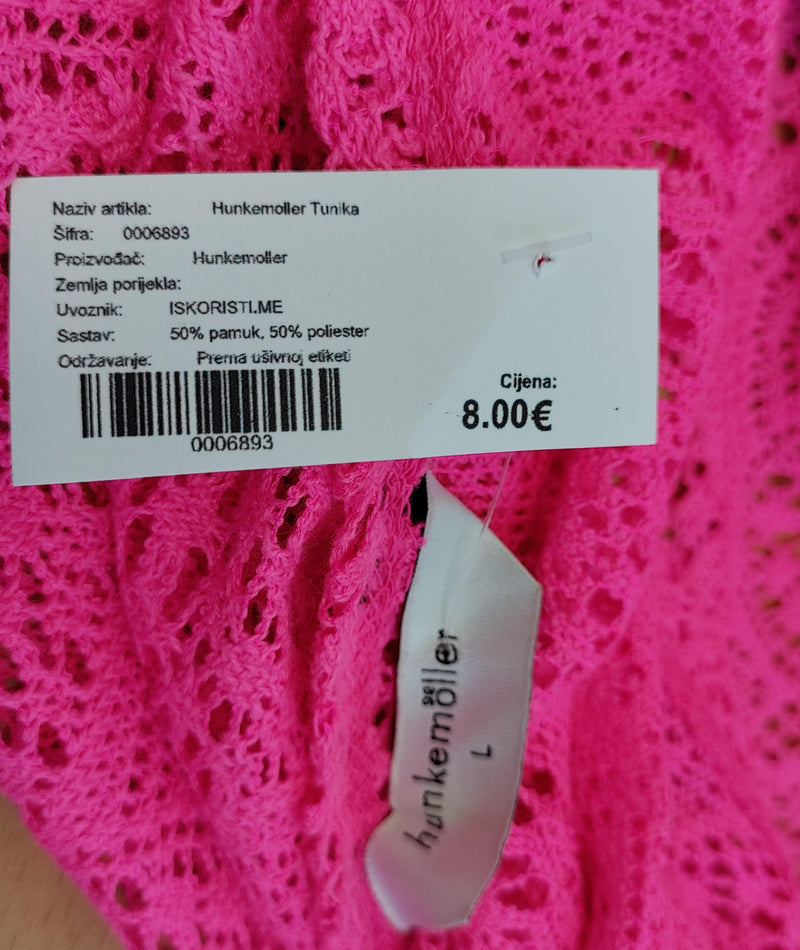 Naziv artikla: Hunkemoller Tunika
Šifra: 0006893
Proizvođač: Hunkemoller
Zemlja porijekla:
Uvoznik: ISKORISTI.ME
Sastav: 50% pamuk, 50% poliester
Održavanje: Prema ušivnoj etiketi
0006893
Cijena:
8.00€
hunkemöller
L